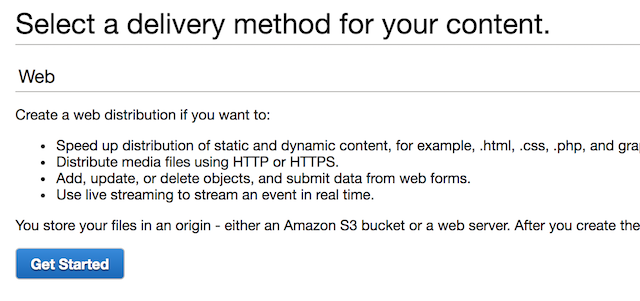 Select a delivery method for your content.
Web
Create a web distribution if you want to:
• Speed up distribution of static and dynamic content, for example, .html, .css, .php, and
• Distribute media files using HTTP or HTTPS.
• Add, update, or delete objects, and submit data from web forms.
• Use live streaming to stream an event in real time.
You store your files in an origin - either an Amazon S3 bucket or a web server. After you create the
Get Started